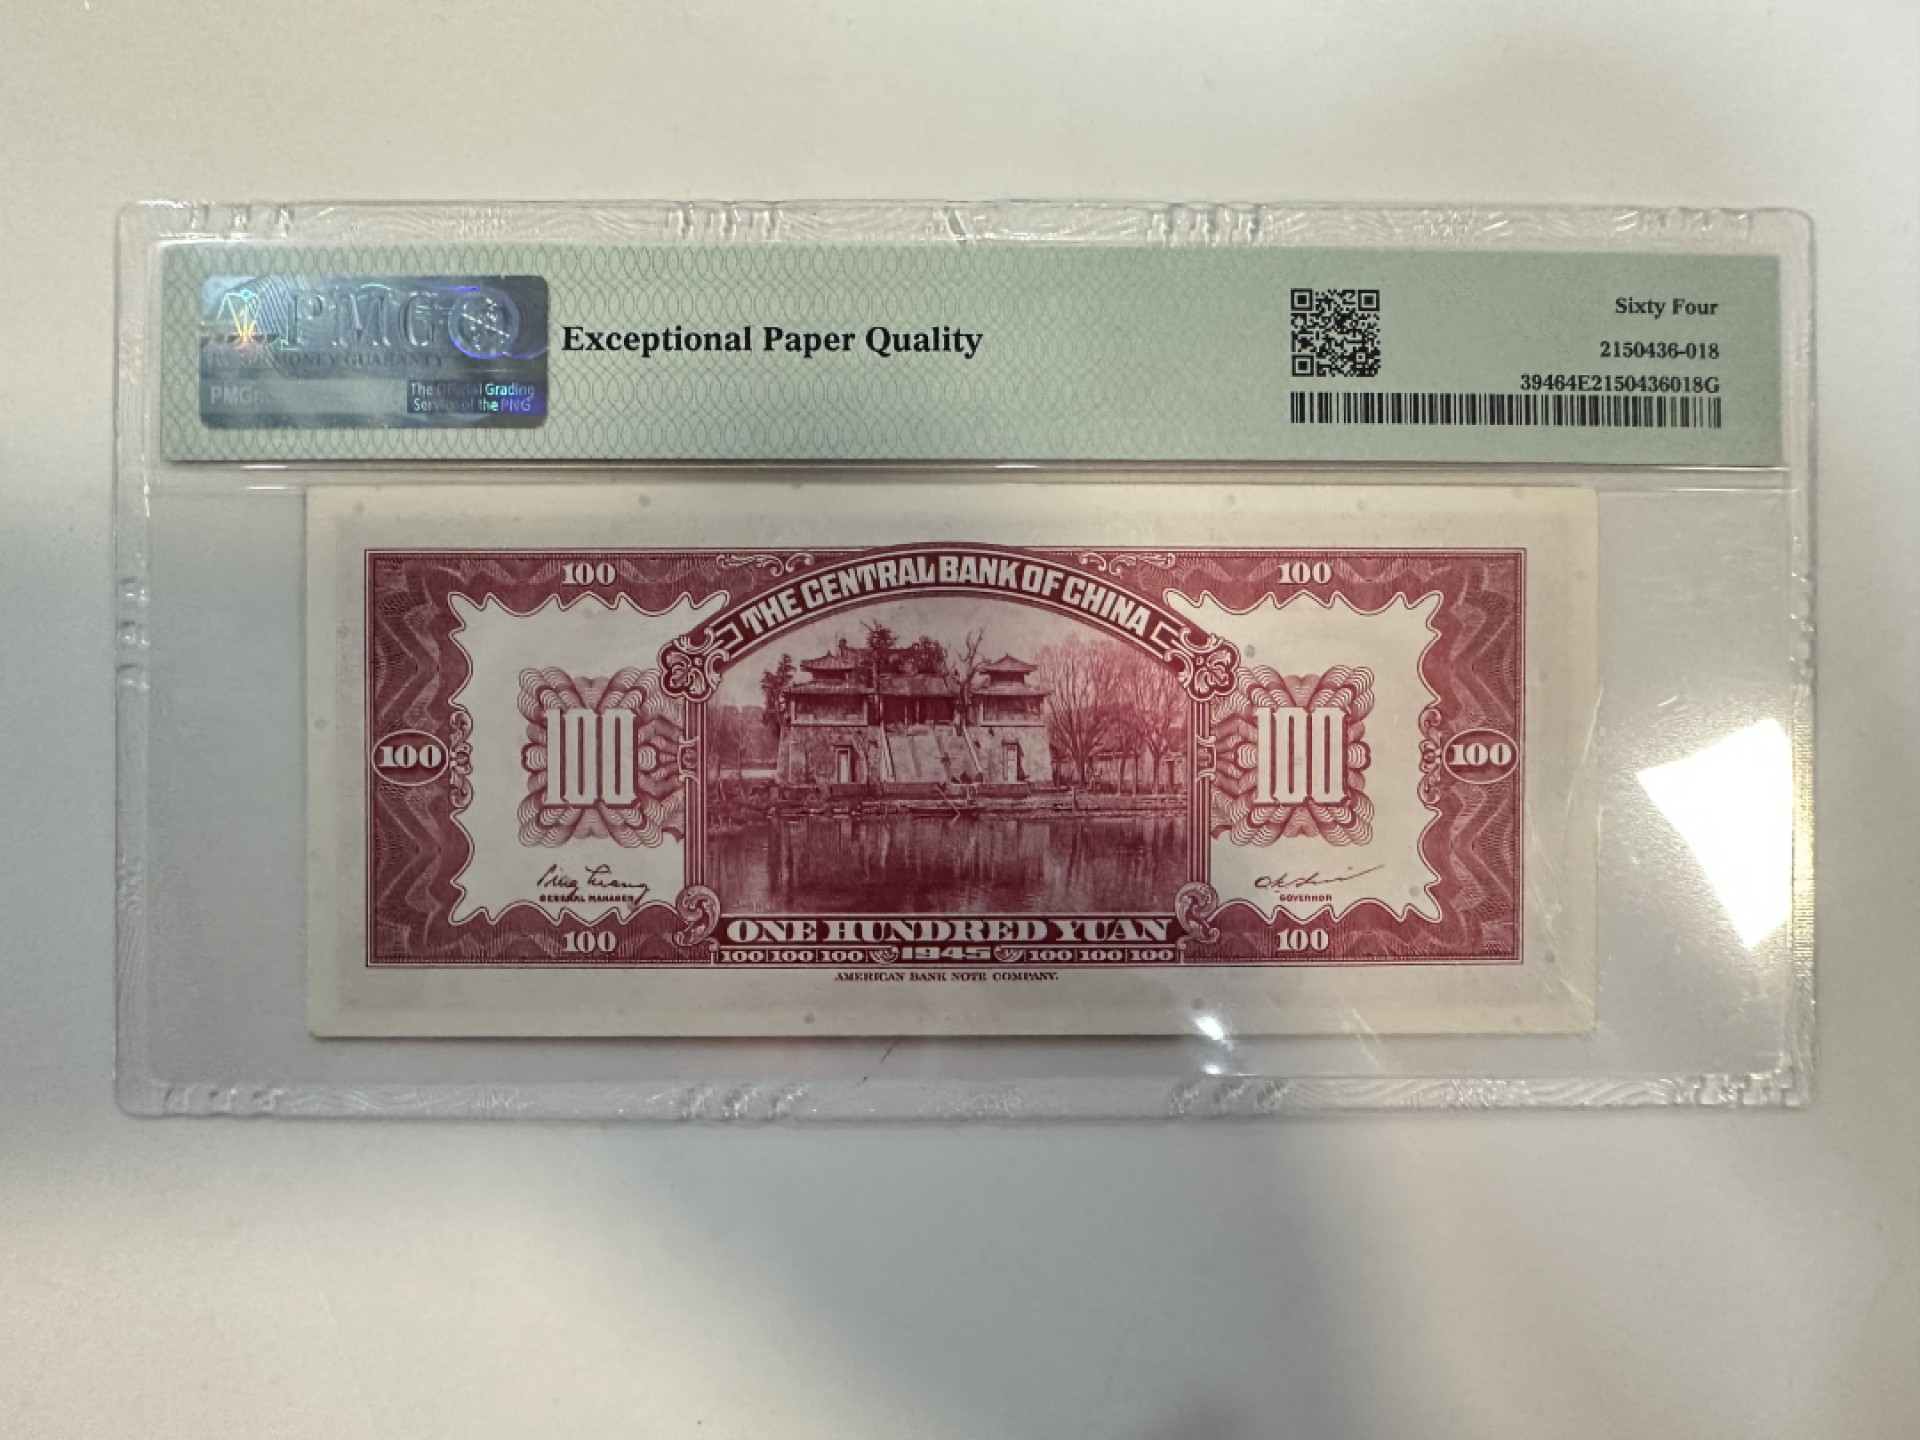 PMG
PAPER MONEY GUARANTY
The Official Grading
Service of the PNG
Exceptional Paper Quality
Sixty Four
2150436-018
39464E2150436018G
100 100
THE CENTRAL BANK OF CHINA
100 100 100 100
GENERAL MANAGER
GOVERNOR
100 ONE HUNDRED YUAN 100
100 100 100 1945 100 100 100
AMERICAN BANK NOTE COMPANY.